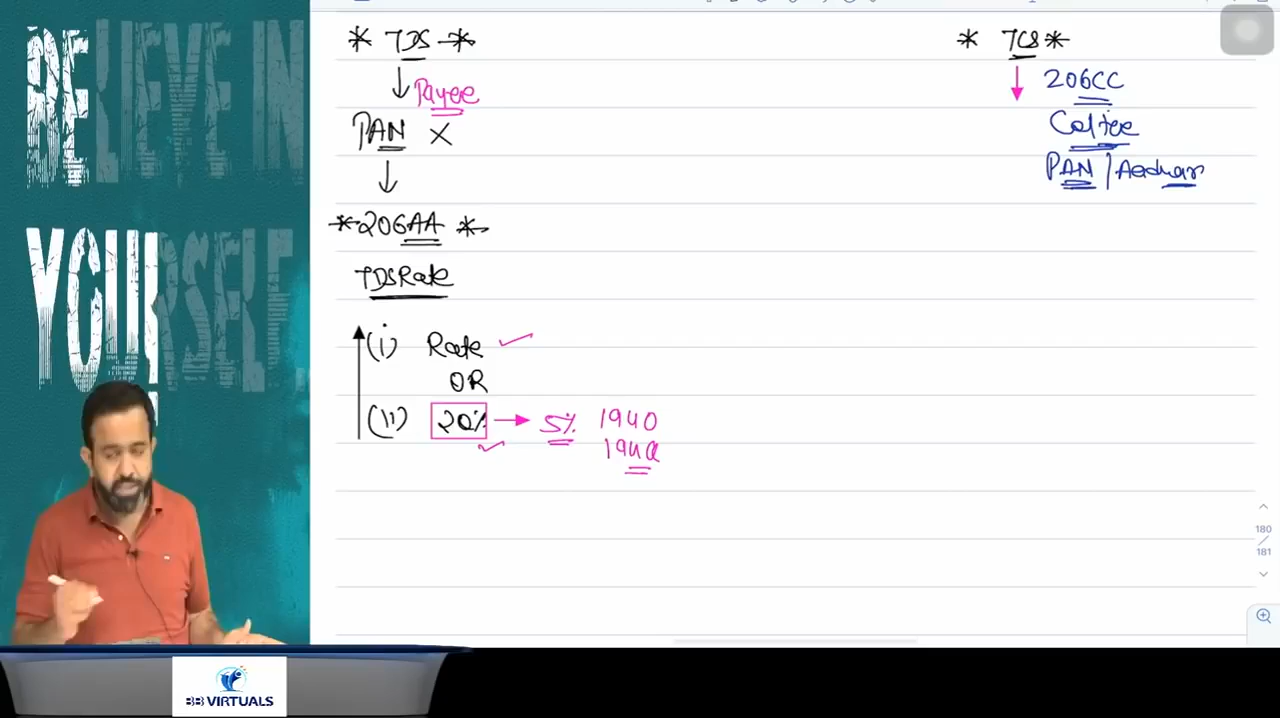 BELIEVE IN
YOURSELF
* TDS *
Payee
PAN X
*206AA *
TDS Rate
(i) Rate
OR
(ii) 20% → 5% 194O
194Q
* TCS *
206CC
Coltee
PAN | Aadhar
180
/
181
BB VIRTUALS